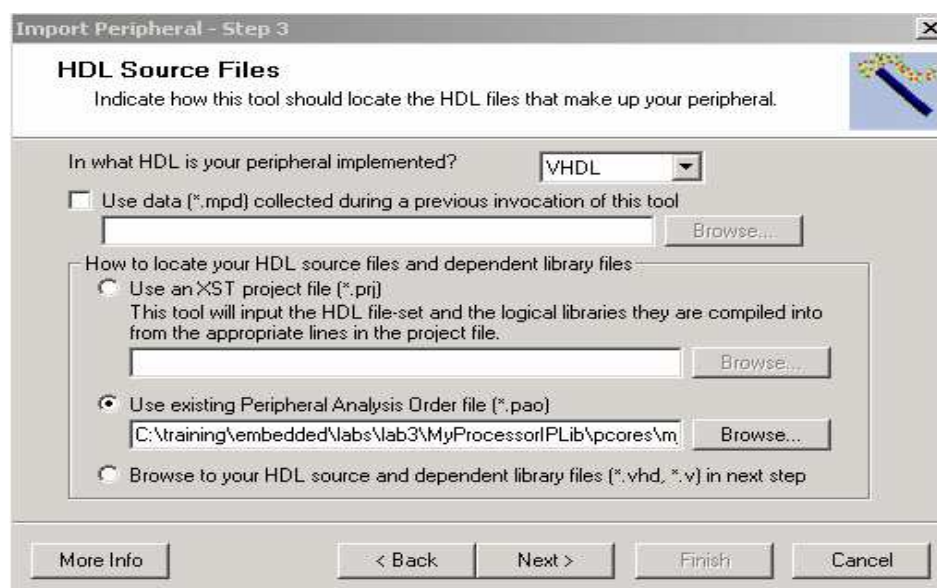 Import Peripheral - Step 3
HDL Source Files
Indicate how this tool should locate the HDL files that make up your peripheral.
In what HDL is your peripheral implemented?
VHDL
Use data (*.mpd) collected during a previous invocation of this tool
Browse...
How to locate your HDL source files and dependent library files
Use an XST project file (*.prj)
This tool will input the HDL file-set and the logical libraries they are compiled into
from the appropriate lines in the project file.
Browse...
Use existing Peripheral Analysis Order file (*.pao)
C:\training\embedded\labs\lab3\MyProcessorIPLib\pcores\m
Browse...
Browse to your HDL source and dependent library files (*.vhd, *.v) in next step
More Info
< Back
Next >
Finish
Cancel